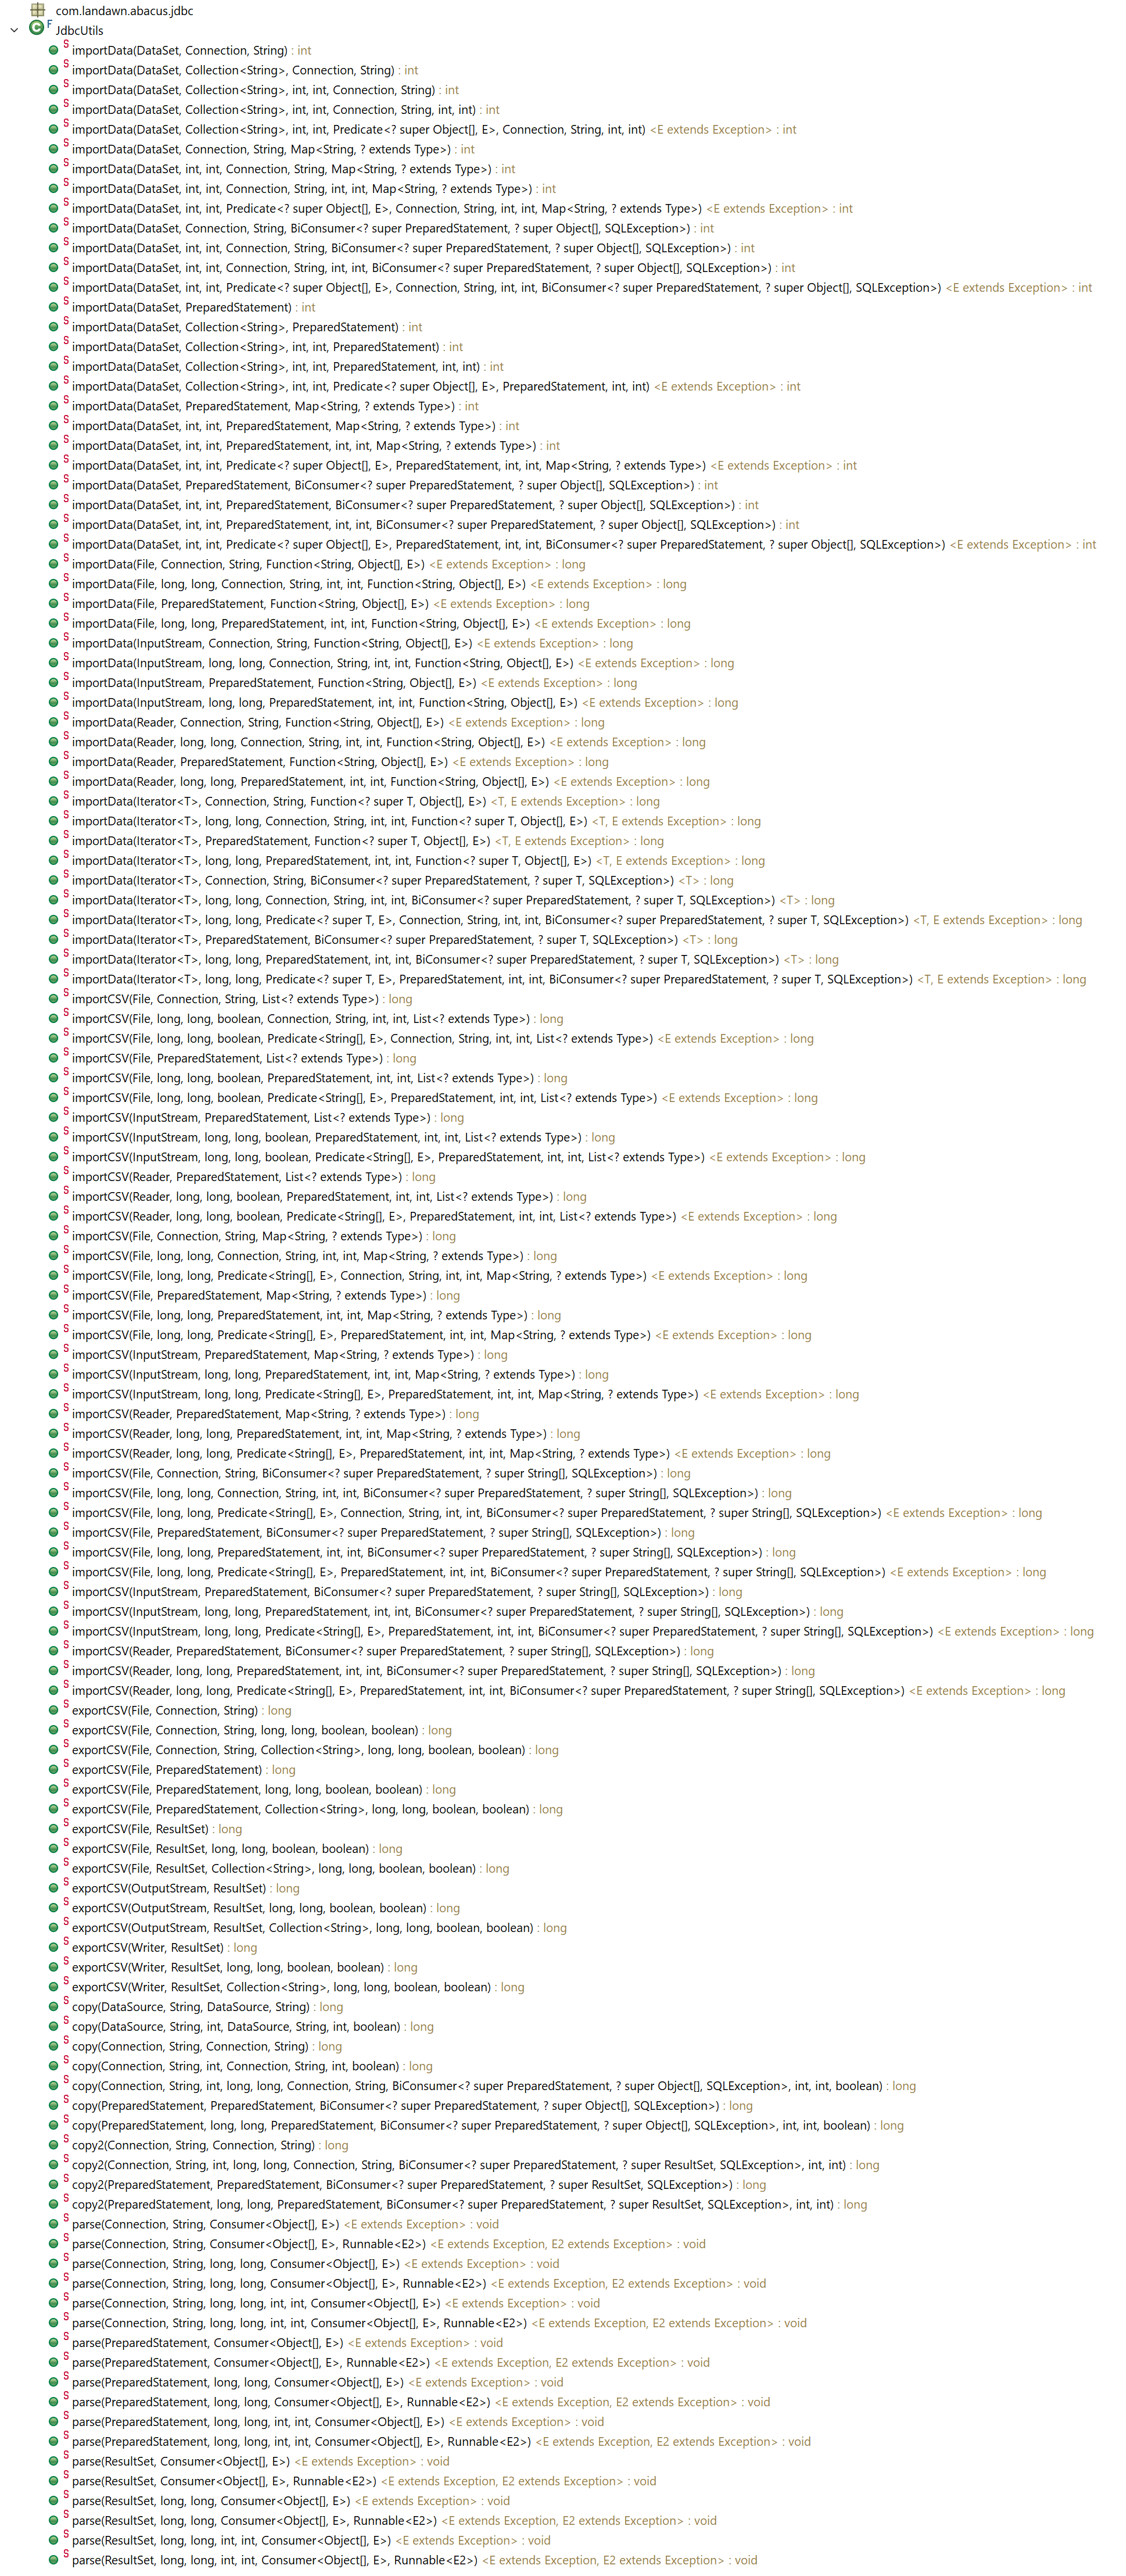 com.landawn.abacus.jdbc
JdbcUtils
importData(DataSet, Connection, String) : int
importData(DataSet, Collection<String>, Connection, String) : int
importData(DataSet, Collection<String>, int, int, Connection, String) : int
importData(DataSet, Collection<String>, int, int, Connection, String, int, int) : int
importData(DataSet, Collection<String>, int, int, Predicate<? super Object[], E>, Connection, String, int, int) <E extends Exception> : int
importData(DataSet, Connection, String, Map<String, ? extends Type>) : int
importData(DataSet, int, int, Connection, String, Map<String, ? extends Type>) : int
importData(DataSet, int, int, Connection, String, int, int, Map<String, ? extends Type>) : int
importData(DataSet, int, int, Predicate<? super Object[], E>, Connection, String, int, int, Map<String, ? extends Type>) <E extends Exception> : int
importData(DataSet, Connection, String, BiConsumer<? super PreparedStatement, ? super Object[], SQLException>) : int
importData(DataSet, int, int, Connection, String, BiConsumer<? super PreparedStatement, ? super Object[], SQLException>) : int
importData(DataSet, int, int, Connection, String, int, int, BiConsumer<? super PreparedStatement, ? super Object[], SQLException>) : int
importData(DataSet, int, int, Predicate<? super Object[], E>, Connection, String, int, int, BiConsumer<? super PreparedStatement, ? super Object[], SQLException>) <E extends Exception> : int
importData(DataSet, PreparedStatement) : int
importData(DataSet, Collection<String>, PreparedStatement) : int
importData(DataSet, Collection<String>, int, int, PreparedStatement) : int
importData(DataSet, Collection<String>, int, int, PreparedStatement, int, int) : int
importData(DataSet, Collection<String>, int, int, Predicate<? super Object[], E>, PreparedStatement, int, int) <E extends Exception> : int
importData(DataSet, PreparedStatement, Map<String, ? extends Type>) : int
importData(DataSet, int, int, PreparedStatement, Map<String, ? extends Type>) : int
importData(DataSet, int, int, PreparedStatement, int, int, Map<String, ? extends Type>) : int
importData(DataSet, int, int, Predicate<? super Object[], E>, PreparedStatement, int, int, Map<String, ? extends Type>) <E extends Exception> : int
importData(DataSet, PreparedStatement, BiConsumer<? super PreparedStatement, ? super Object[], SQLException>) : int
importData(DataSet, int, int, PreparedStatement, BiConsumer<? super PreparedStatement, ? super Object[], SQLException>) : int
importData(DataSet, int, int, PreparedStatement, int, int, BiConsumer<? super PreparedStatement, ? super Object[], SQLException>) : int
importData(DataSet, int, int, Predicate<? super Object[], E>, PreparedStatement, int, int, BiConsumer<? super PreparedStatement, ? super Object[], SQLException>) <E extends Exception> : int
importData(File, Connection, String, Function<String, Object[], E>) <E extends Exception> : long
importData(File, long, long, Connection, String, int, int, Function<String, Object[], E>) <E extends Exception> : long
importData(File, PreparedStatement, Function<String, Object[], E>) <E extends Exception> : long
importData(File, long, long, PreparedStatement, int, int, Function<String, Object[], E>) <E extends Exception> : long
importData(InputStream, Connection, String, Function<String, Object[], E>) <E extends Exception> : long
importData(InputStream, long, long, Connection, String, int, int, Function<String, Object[], E>) <E extends Exception> : long
importData(InputStream, PreparedStatement, Function<String, Object[], E>) <E extends Exception> : long
importData(InputStream, long, long, PreparedStatement, int, int, Function<String, Object[], E>) <E extends Exception> : long
importData(Reader, Connection, String, Function<String, Object[], E>) <E extends Exception> : long
importData(Reader, long, long, Connection, String, int, int, Function<String, Object[], E>) <E extends Exception> : long
importData(Reader, PreparedStatement, Function<String, Object[], E>) <E extends Exception> : long
importData(Reader, long, long, PreparedStatement, int, int, Function<String, Object[], E>) <E extends Exception> : long
importData(Iterator<T>, Connection, String, Function<? super T, Object[], E>) <T, E extends Exception> : long
importData(Iterator<T>, long, long, Connection, String, int, int, Function<? super T, Object[], E>) <T, E extends Exception> : long
importData(Iterator<T>, PreparedStatement, Function<? super T, Object[], E>) <T, E extends Exception> : long
importData(Iterator<T>, long, long, PreparedStatement, int, int, Function<? super T, Object[], E>) <T, E extends Exception> : long
importData(Iterator<T>, Connection, String, BiConsumer<? super PreparedStatement, ? super T, SQLException>) <T> : long
importData(Iterator<T>, long, long, Connection, String, int, int, BiConsumer<? super PreparedStatement, ? super T, SQLException>) <T> : long
importData(Iterator<T>, long, long, Predicate<? super T, E>, Connection, String, int, int, BiConsumer<? super PreparedStatement, ? super T, SQLException>) <T, E extends Exception> : long
importData(Iterator<T>, PreparedStatement, BiConsumer<? super PreparedStatement, ? super T, SQLException>) <T> : long
importData(Iterator<T>, long, long, PreparedStatement, int, int, BiConsumer<? super PreparedStatement, ? super T, SQLException>) <T> : long
importData(Iterator<T>, long, long, Predicate<? super T, E>, PreparedStatement, int, int, BiConsumer<? super PreparedStatement, ? super T, SQLException>) <T, E extends Exception> : long
importCSV(File, Connection, String, List<? extends Type>) : long
importCSV(File, long, long, boolean, Connection, String, int, int, List<? extends Type>) : long
importCSV(File, long, long, boolean, Predicate<String[], E>, Connection, String, int, int, List<? extends Type>) <E extends Exception> : long
importCSV(File, PreparedStatement, List<? extends Type>) : long
importCSV(File, long, long, boolean, PreparedStatement, int, int, List<? extends Type>) : long
importCSV(File, long, long, boolean, Predicate<String[], E>, PreparedStatement, int, int, List<? extends Type>) <E extends Exception> : long
importCSV(InputStream, PreparedStatement, List<? extends Type>) : long
importCSV(InputStream, long, long, boolean, PreparedStatement, int, int, List<? extends Type>) : long
importCSV(InputStream, long, long, boolean, Predicate<String[], E>, PreparedStatement, int, int, List<? extends Type>) <E extends Exception> : long
importCSV(Reader, PreparedStatement, List<? extends Type>) : long
importCSV(Reader, long, long, boolean, PreparedStatement, int, int, List<? extends Type>) : long
importCSV(Reader, long, long, boolean, Predicate<String[], E>, PreparedStatement, int, int, List<? extends Type>) <E extends Exception> : long
importCSV(File, Connection, String, Map<String, ? extends Type>) : long
importCSV(File, long, long, Connection, String, int, int, Map<String, ? extends Type>) : long
importCSV(File, long, long, Predicate<String[], E>, Connection, String, int, int, Map<String, ? extends Type>) <E extends Exception> : long
importCSV(File, PreparedStatement, Map<String, ? extends Type>) : long
importCSV(File, long, long, PreparedStatement, int, int, Map<String, ? extends Type>) : long
importCSV(File, long, long, Predicate<String[], E>, PreparedStatement, int, int, Map<String, ? extends Type>) <E extends Exception> : long
importCSV(InputStream, PreparedStatement, Map<String, ? extends Type>) : long
importCSV(InputStream, long, long, PreparedStatement, int, int, Map<String, ? extends Type>) : long
importCSV(InputStream, long, long, Predicate<String[], E>, PreparedStatement, int, int, Map<String, ? extends Type>) <E extends Exception> : long
importCSV(Reader, PreparedStatement, Map<String, ? extends Type>) : long
importCSV(Reader, long, long, PreparedStatement, int, int, Map<String, ? extends Type>) : long
importCSV(Reader, long, long, Predicate<String[], E>, PreparedStatement, int, int, Map<String, ? extends Type>) <E extends Exception> : long
importCSV(File, Connection, String, BiConsumer<? super PreparedStatement, ? super String[], SQLException>) : long
importCSV(File, long, long, Connection, String, int, int, BiConsumer<? super PreparedStatement, ? super String[], SQLException>) : long
importCSV(File, long, long, Predicate<String[], E>, Connection, String, int, int, BiConsumer<? super PreparedStatement, ? super String[], SQLException>) <E extends Exception> : long
importCSV(File, PreparedStatement, BiConsumer<? super PreparedStatement, ? super String[], SQLException>) : long
importCSV(File, long, long, PreparedStatement, int, int, BiConsumer<? super PreparedStatement, ? super String[], SQLException>) : long
importCSV(File, long, long, Predicate<String[], E>, PreparedStatement, int, int, BiConsumer<? super PreparedStatement, ? super String[], SQLException>) <E extends Exception> : long
importCSV(InputStream, PreparedStatement, BiConsumer<? super PreparedStatement, ? super String[], SQLException>) : long
importCSV(InputStream, long, long, PreparedStatement, int, int, BiConsumer<? super PreparedStatement, ? super String[], SQLException>) : long
importCSV(InputStream, long, long, Predicate<String[], E>, PreparedStatement, int, int, BiConsumer<? super PreparedStatement, ? super String[], SQLException>) <E extends Exception> : long
importCSV(Reader, PreparedStatement, BiConsumer<? super PreparedStatement, ? super String[], SQLException>) : long
importCSV(Reader, long, long, PreparedStatement, int, int, BiConsumer<? super PreparedStatement, ? super String[], SQLException>) : long
importCSV(Reader, long, long, Predicate<String[], E>, PreparedStatement, int, int, BiConsumer<? super PreparedStatement, ? super String[], SQLException>) <E extends Exception> : long
exportCSV(File, Connection, String) : long
exportCSV(File, Connection, String, long, long, boolean, boolean) : long
exportCSV(File, Connection, String, Collection<String>, long, long, boolean, boolean) : long
exportCSV(File, PreparedStatement) : long
exportCSV(File, PreparedStatement, long, long, boolean, boolean) : long
exportCSV(File, PreparedStatement, Collection<String>, long, long, boolean, boolean) : long
exportCSV(File, ResultSet) : long
exportCSV(File, ResultSet, long, long, boolean, boolean) : long
exportCSV(File, ResultSet, Collection<String>, long, long, boolean, boolean) : long
exportCSV(OutputStream, ResultSet) : long
exportCSV(OutputStream, ResultSet, long, long, boolean, boolean) : long
exportCSV(OutputStream, ResultSet, Collection<String>, long, long, boolean, boolean) : long
exportCSV(Writer, ResultSet) : long
exportCSV(Writer, ResultSet, long, long, boolean, boolean) : long
exportCSV(Writer, ResultSet, Collection<String>, long, long, boolean, boolean) : long
copy(DataSource, String, DataSource, String) : long
copy(DataSource, String, int, DataSource, String, int, boolean) : long
copy(Connection, String, Connection, String) : long
copy(Connection, String, int, Connection, String, int, boolean) : long
copy(Connection, String, int, long, long, Connection, String, BiConsumer<? super PreparedStatement, ? super Object[], SQLException>, int, int, boolean) : long
copy(PreparedStatement, PreparedStatement, BiConsumer<? super PreparedStatement, ? super Object[], SQLException>) : long
copy(PreparedStatement, long, long, PreparedStatement, BiConsumer<? super PreparedStatement, ? super Object[], SQLException>, int, int, boolean) : long
copy2(Connection, String, Connection, String) : long
copy2(Connection, String, int, long, long, Connection, String, BiConsumer<? super PreparedStatement, ? super ResultSet, SQLException>, int, int) : long
copy2(PreparedStatement, PreparedStatement, BiConsumer<? super PreparedStatement, ? super ResultSet, SQLException>) : long
copy2(PreparedStatement, long, long, PreparedStatement, BiConsumer<? super PreparedStatement, ? super ResultSet, SQLException>, int, int) : long
parse(Connection, String, Consumer<Object[], E>) <E extends Exception> : void
parse(Connection, String, Consumer<Object[], E>, Runnable<E2>) <E extends Exception, E2 extends Exception> : void
parse(Connection, String, long, long, Consumer<Object[], E>) <E extends Exception> : void
parse(Connection, String, long, long, Consumer<Object[], E>, Runnable<E2>) <E extends Exception, E2 extends Exception> : void
parse(Connection, String, long, long, int, int, Consumer<Object[], E>) <E extends Exception> : void
parse(Connection, String, long, long, int, int, Consumer<Object[], E>, Runnable<E2>) <E extends Exception, E2 extends Exception> : void
parse(PreparedStatement, Consumer<Object[], E>) <E extends Exception> : void
parse(PreparedStatement, Consumer<Object[], E>, Runnable<E2>) <E extends Exception, E2 extends Exception> : void
parse(PreparedStatement, long, long, Consumer<Object[], E>) <E extends Exception> : void
parse(PreparedStatement, long, long, Consumer<Object[], E>, Runnable<E2>) <E extends Exception, E2 extends Exception> : void
parse(PreparedStatement, long, long, int, int, Consumer<Object[], E>) <E extends Exception> : void
parse(PreparedStatement, long, long, int, int, Consumer<Object[], E>, Runnable<E2>) <E extends Exception, E2 extends Exception> : void
parse(ResultSet, Consumer<Object[], E>) <E extends Exception> : void
parse(ResultSet, Consumer<Object[], E>, Runnable<E2>) <E extends Exception, E2 extends Exception> : void
parse(ResultSet, long, long, Consumer<Object[], E>) <E extends Exception> : void
parse(ResultSet, long, long, Consumer<Object[], E>, Runnable<E2>) <E extends Exception, E2 extends Exception> : void
parse(ResultSet, long, long, int, int, Consumer<Object[], E>) <E extends Exception> : void
parse(ResultSet, long, long, int, int, Consumer<Object[], E>, Runnable<E2>) <E extends Exception, E2 extends Exception> : void